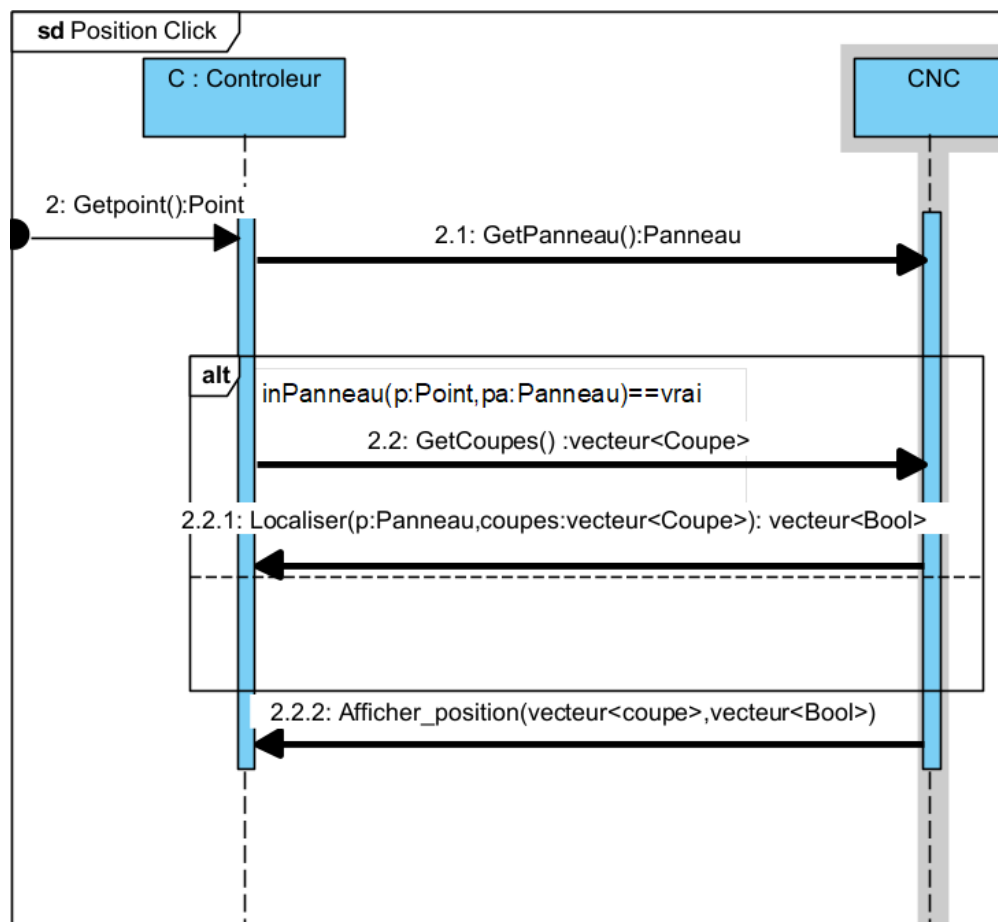 sd Position Click
C : Controleur
CNC
2: Getpoint():Point
2.1: GetPanneau():Panneau
alt
inPanneau(p:Point,pa:Panneau)==vrai
2.2: GetCoupes() :vecteur<Coupe>
2.2.1: Localiser(p:Panneau,coupes:vecteur<Coupe>): vecteur<Bool>
2.2.2: Afficher_position(vecteur<coupe>,vecteur<Bool>)